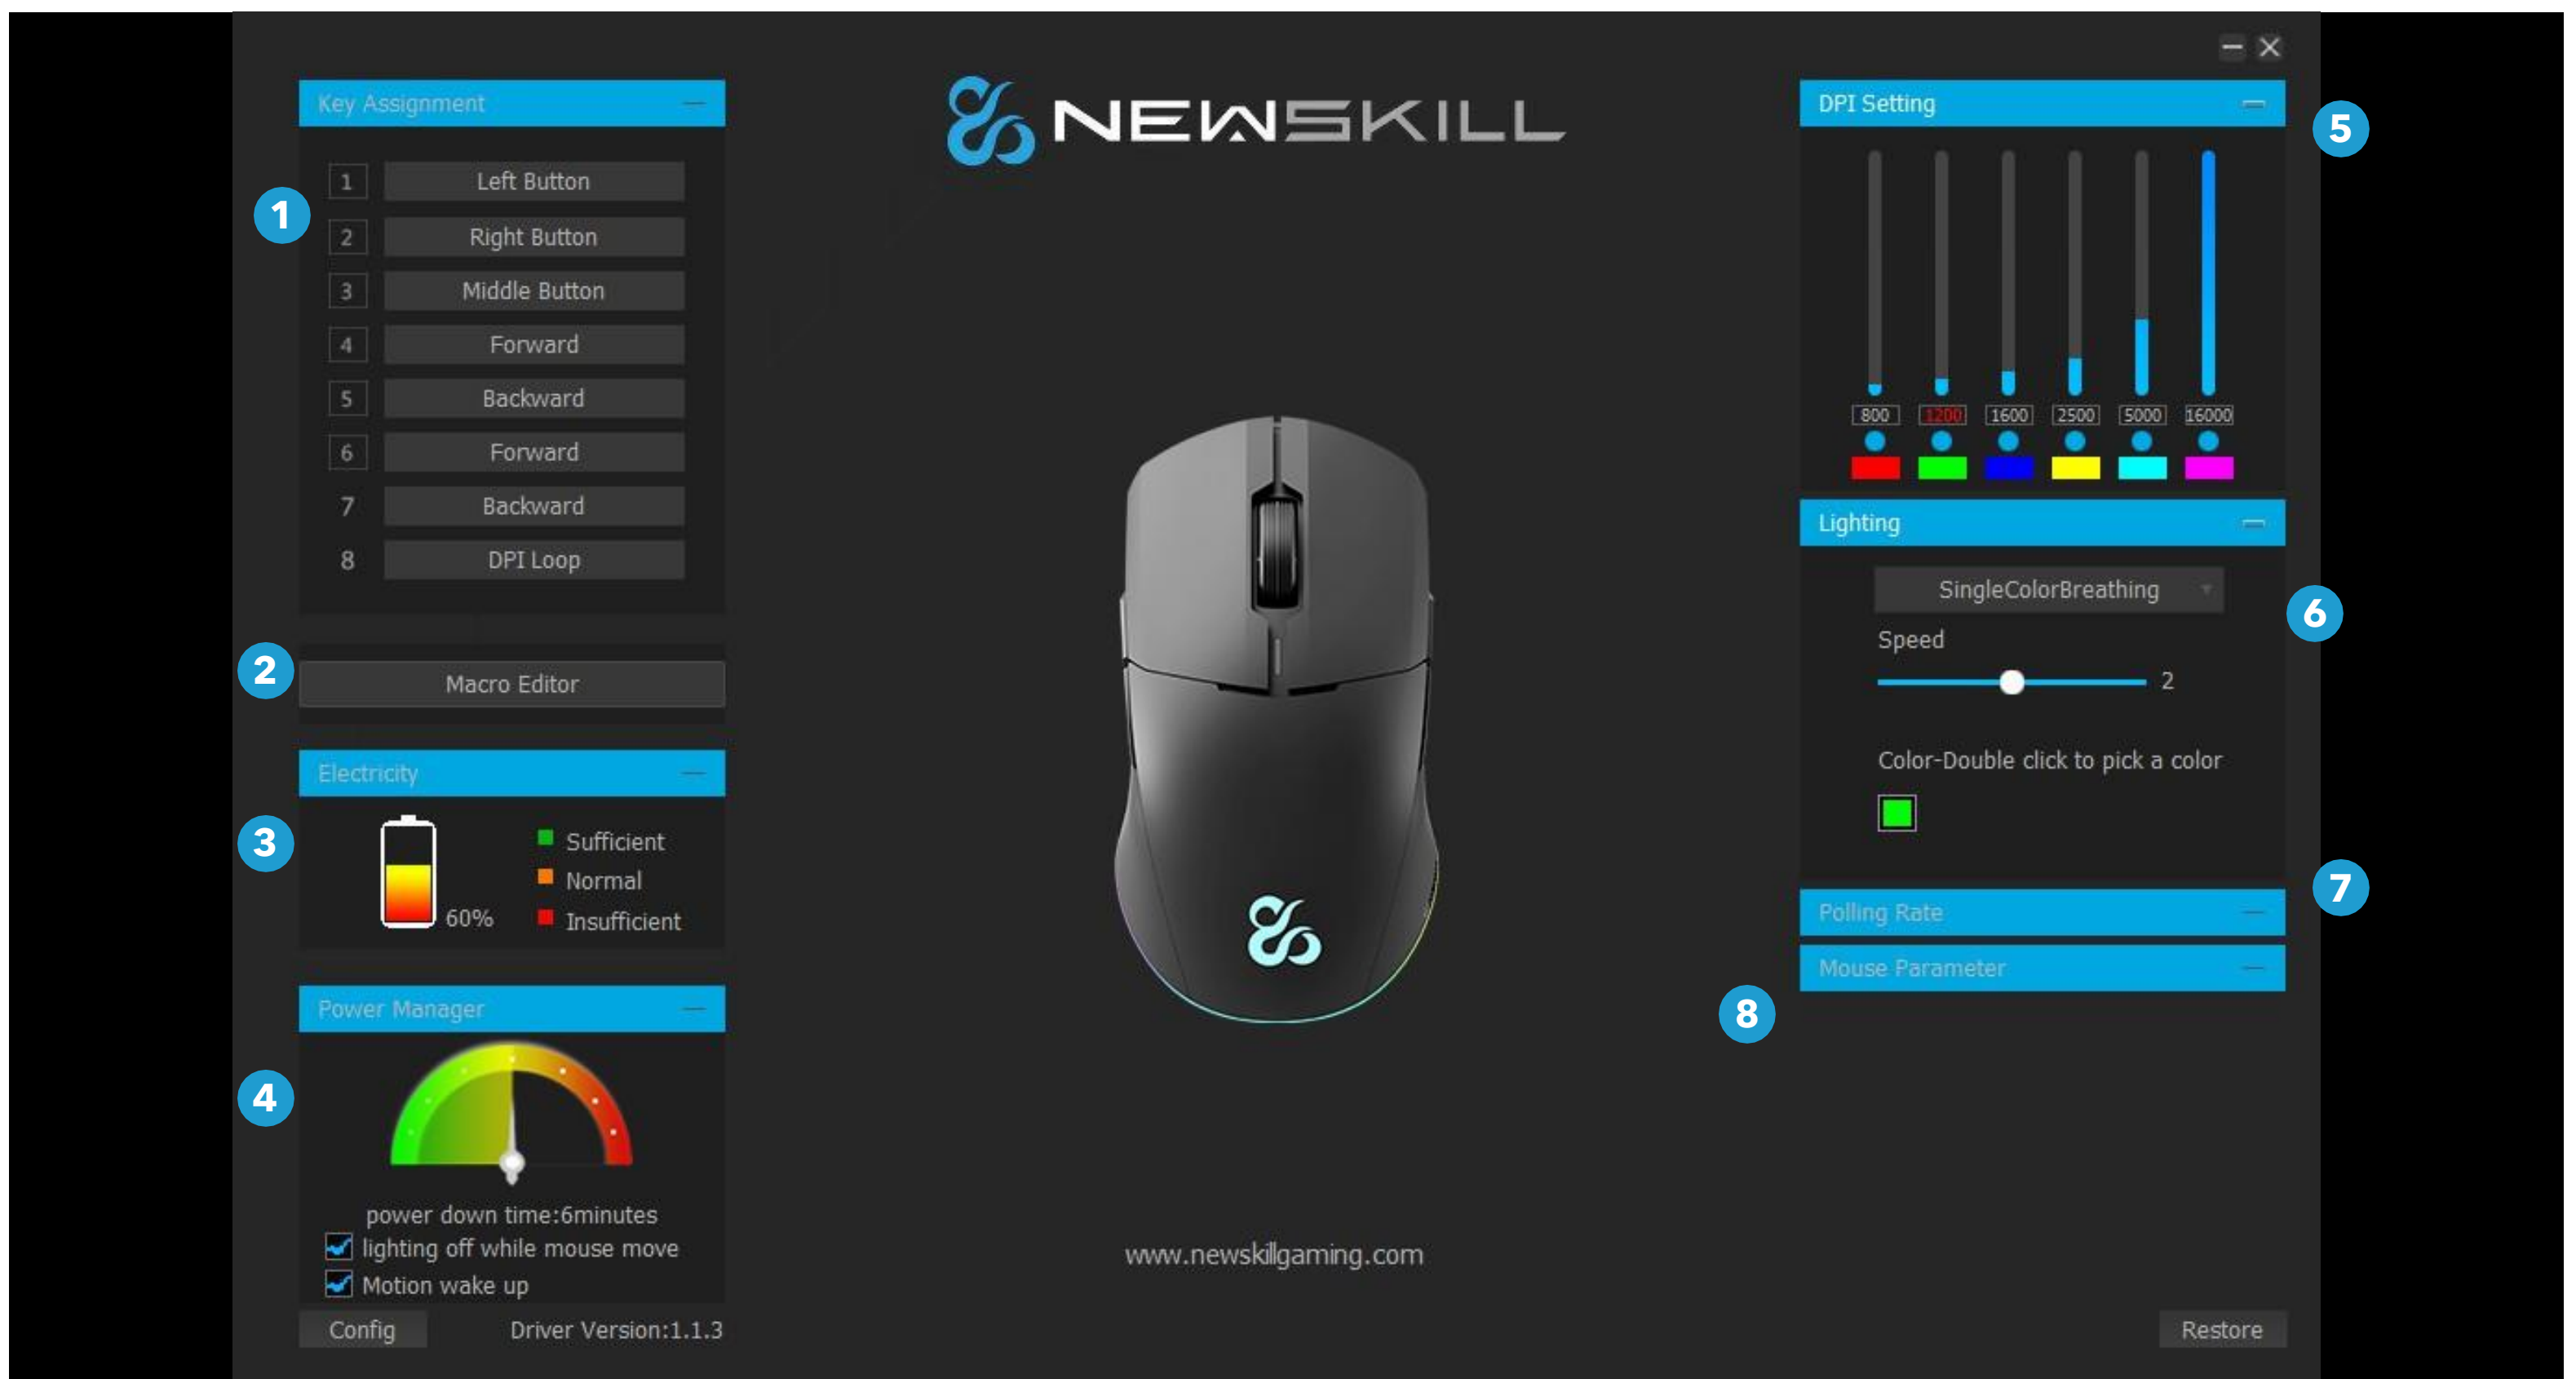 Key Assignment
1 Left Button
2 Right Button
3 Middle Button
4 Forward
5 Backward
6 Forward
7 Backward
8 DPI Loop
1
Macro Editor
2
Electricity
Sufficient
Normal
60% Insufficient
3
Power Manager
power down time:6minutes
lighting off while mouse move
Motion wake up
4
Config Driver Version:1.1.3
NEWSKILL
www.newskillgaming.com
DPI Setting
5
800 1200 1600 2500 5000 16000
Lighting
SingleColorBreathing
6
Speed
2
Color-Double click to pick a color
Polling Rate
7
Mouse Parameter
8
Restore